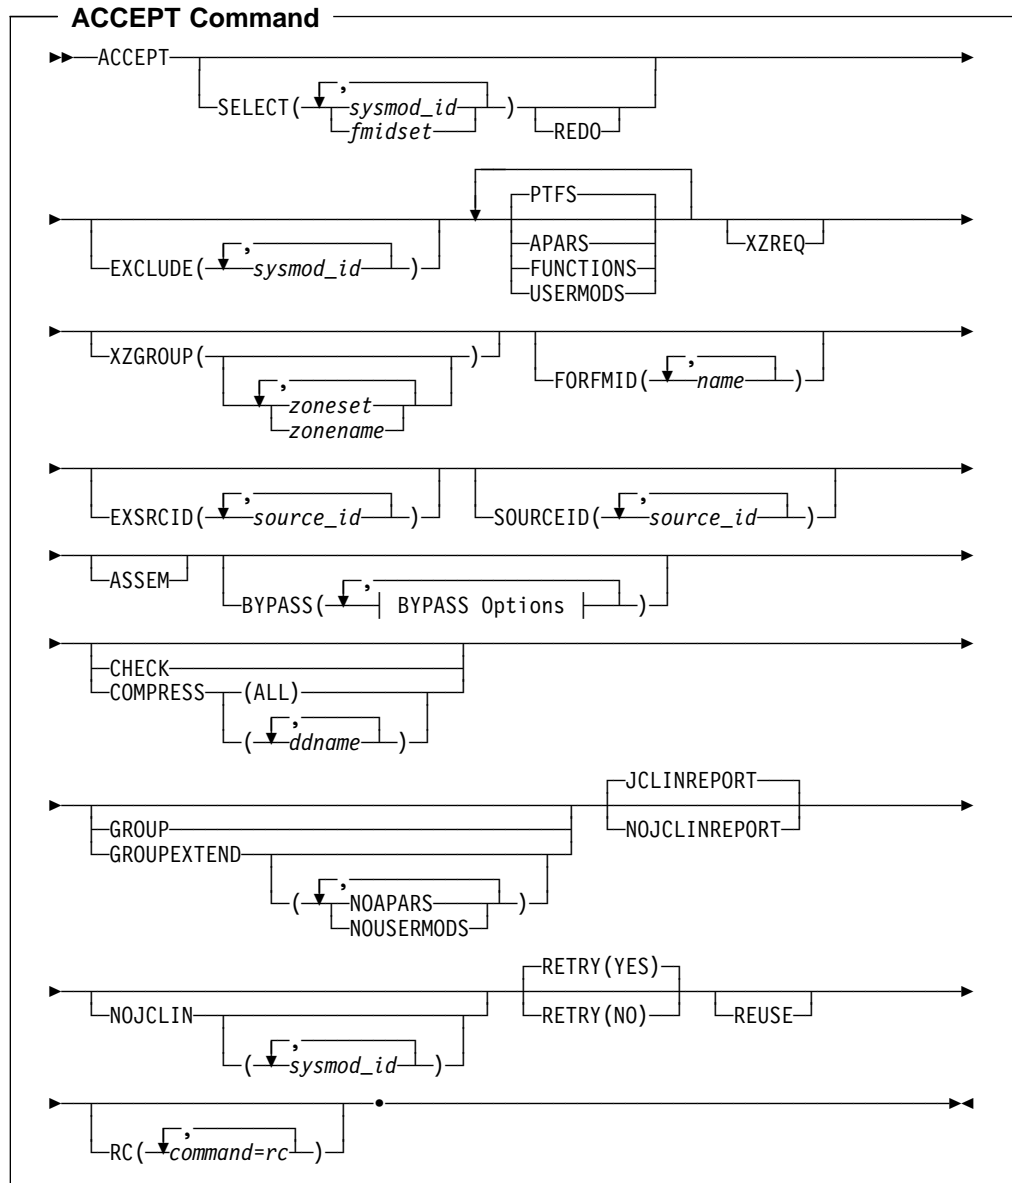 ACCEPT Command
ACCEPT
,
SELECT( sysmod_id )
fmidset REDO
,
EXCLUDE( sysmod_id )
PTFS
APARS
FUNCTIONS
USERMODS
XZREQ
XZGROUP( )
,
zoneset
zonename
,
FORFMID( name )
,
EXSRCID( source_id )
,
SOURCEID( source_id )
ASSEM
,
BYPASS( BYPASS Options )
CHECK
COMPRESS (ALL)
,
( ddname )
GROUP
GROUPEXTEND
,
( NOAPARS )
NOUSERMODS
JCLINREPORT
NOJCLINREPORT
NOJCLIN
,
( sysmod_id )
RETRY(YES)
RETRY(NO)
REUSE
,
RC( command=rc )